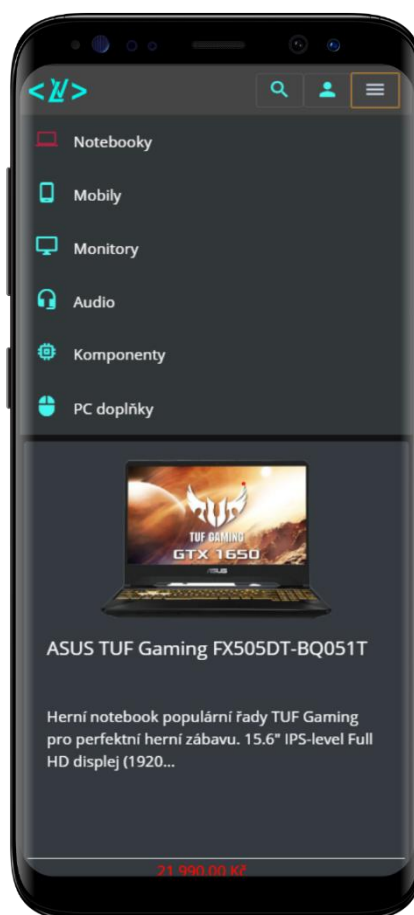 Notebooky
Mobily
Monitory
Audio
Komponenty
PC doplňky
TUF GAMING
GTX 1650
ASUS
ASUS TUF Gaming FX505DT-BQ051T
Herní notebook populární řady TUF Gaming
pro perfektní herní zábavu. 15.6" IPS-level Full
HD displej (1920...
21 990,00 Kč